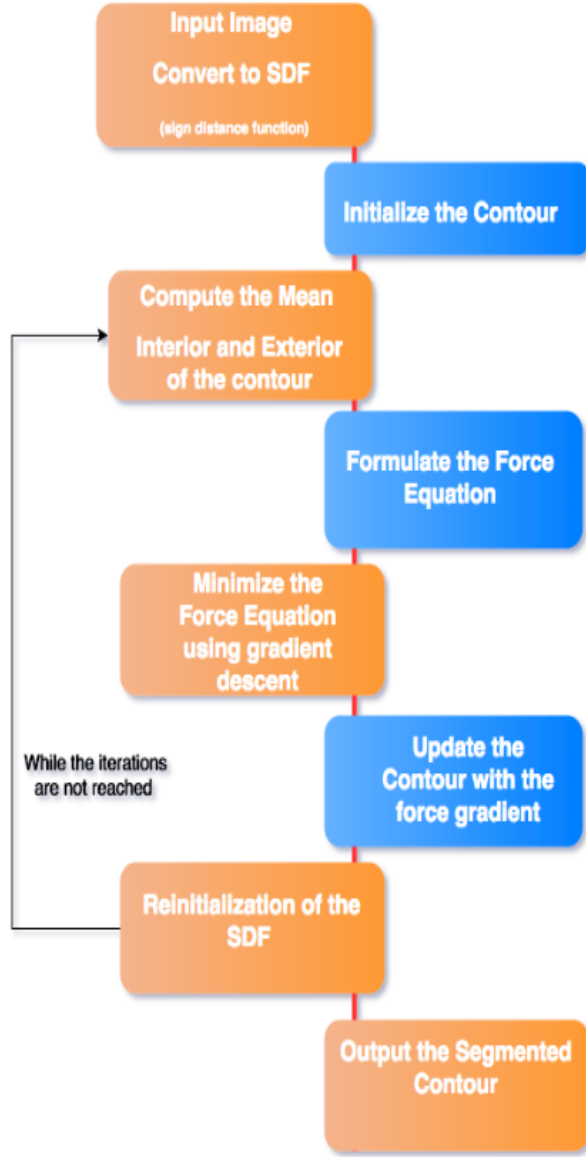 Input Image
Convert to SDF
(sign distance function)
Initialize the Contour
Compute the Mean
Interior and Exterior
of the contour
Formulate the Force
Equation
Minimize the
Force Equation
using gradient
descent
Update the
Contour with the
force gradient
While the iterations
are not reached
Reinitialization of the
SDF
Output the Segmented
Contour